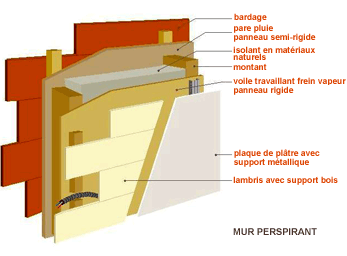 bardage
pare pluie
panneau semi-rigide
isolant en matériaux
naturels
montant
voile travaillant frein vapeur
panneau rigide
plaque de plâtre avec
support métallique
lambris avec support bois
MUR PERSPIRANT